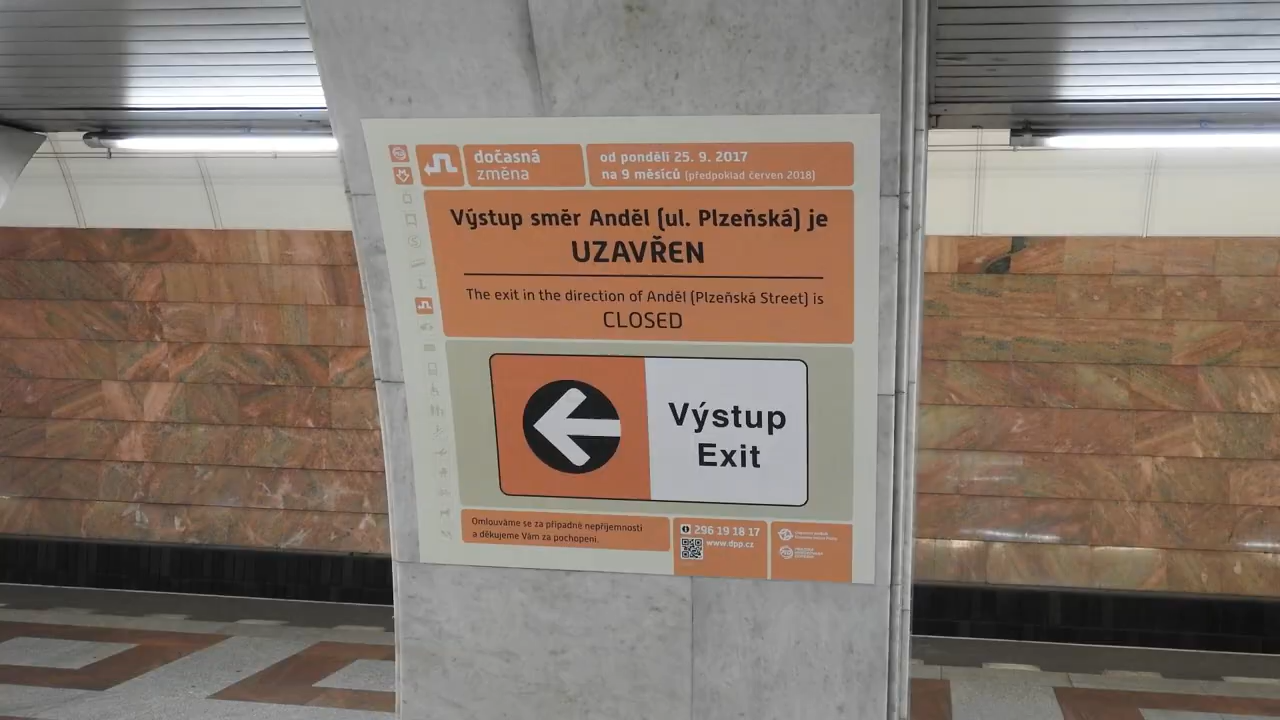 dočasná
změna
od pondělí 25. 9. 2017
na 9 měsíců (předpoklad červen 2018)
Výstup směr Anděl (ul. Plzeňská) je
UZAVŘEN
The exit in the direction of Anděl (Plzeňská Street) is
CLOSED
Výstup
Exit
Omlouváme se za případné nepříjemnosti
a děkujeme Vám za pochopení.
296 19 18 17
www.dpp.cz